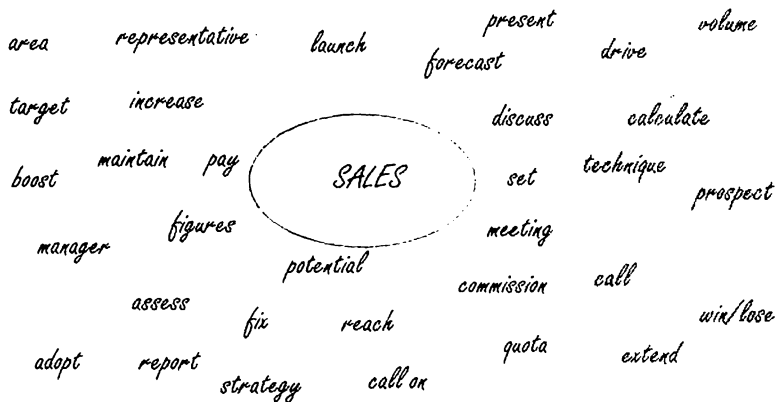 present
volume
area
representative
launch
forecast
drive
target
increase
discuss
calculate
boost
maintain
pay
SALES
set
technique
prospect
manager
figures
meeting
potential
commission
call
assess
fix
reach
win/lose
adopt
report
quota
extend
strategy
call on